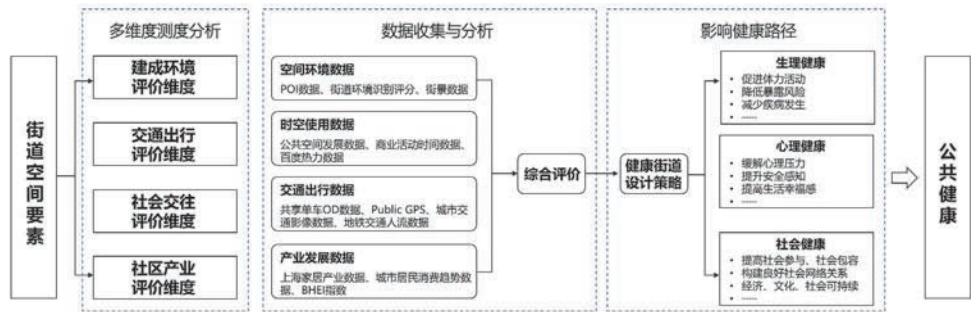 多维度测度分析
数据收集与分析
影响健康路径
街道空间要素
建成环境
评价维度
交通出行
评价维度
社会交往
评价维度
社区产业
评价维度
空间环境数据
POI数据、街道环境识别评分、街景数据
时空使用数据
公共空间发展数据、商业活动时间数据、
百度热力数据
交通出行数据
共享单车OD数据、Public GPS、城市交
通影像数据、地铁交通人流数据
产业发展数据
上海家居产业数据、城市居民消费趋势数
据、BHEI指数
综合评价
健康街道
设计策略
生理健康
• 促进体力活动
• 降低暴露风险
• 减少疾病发生
• ......
心理健康
• 缓解心理压力
• 提升安全感知
• 提高生活幸福感
• ......
社会健康
• 提高社会参与、社会包容
• 构建良好社会网络关系
• 经济、文化、社会可持续
• ......
公共健康